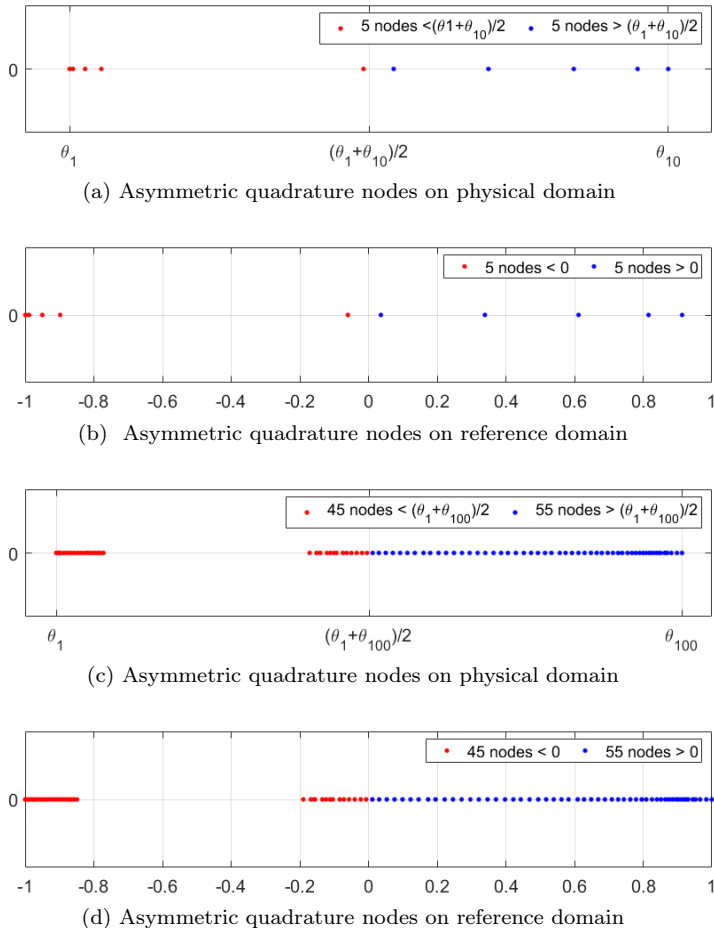 5 nodes <(θ1+θ₁₀)/2 5 nodes > (θ₁+θ₁₀)/2
0
θ₁ (θ₁+θ₁₀)/2 θ₁₀
(a) Asymmetric quadrature nodes on physical domain
5 nodes < 0 5 nodes > 0
0
-1 -0.8 -0.6 -0.4 -0.2 0 0.2 0.4 0.6 0.8 1
(b) Asymmetric quadrature nodes on reference domain
45 nodes < (θ₁+θ₁₀₀)/2 55 nodes > (θ₁+θ₁₀₀)/2
0
θ₁ (θ₁+θ₁₀₀)/2 θ₁₀₀
(c) Asymmetric quadrature nodes on physical domain
45 nodes < 0 55 nodes > 0
0
-1 -0.8 -0.6 -0.4 -0.2 0 0.2 0.4 0.6 0.8 1
(d) Asymmetric quadrature nodes on reference domain